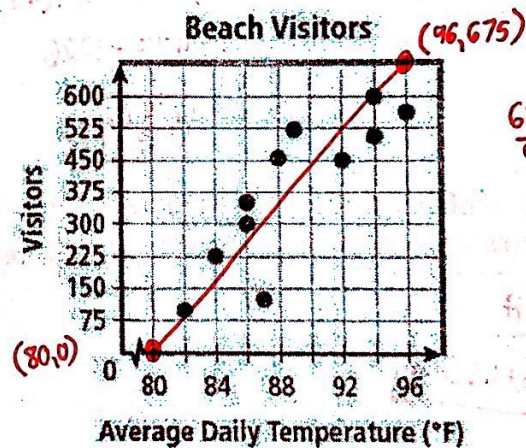 Beach Visitors
(96,675)
600
525
450
375
300
225
150
75
0
Visitors
(80,0)
80 84 88 92 96
Average Daily Temperature (°F)